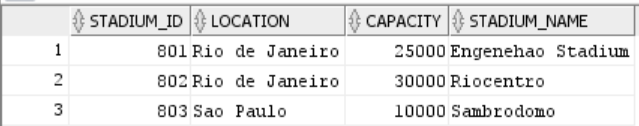 STADIUM_ID LOCATION CAPACITY STADIUM_NAME
1 801 Rio de Janeiro 25000 Engenehao Stadium
2 802 Rio de Janeiro 30000 Riocentro
3 803 Sao Paulo 10000 Sambrodomo